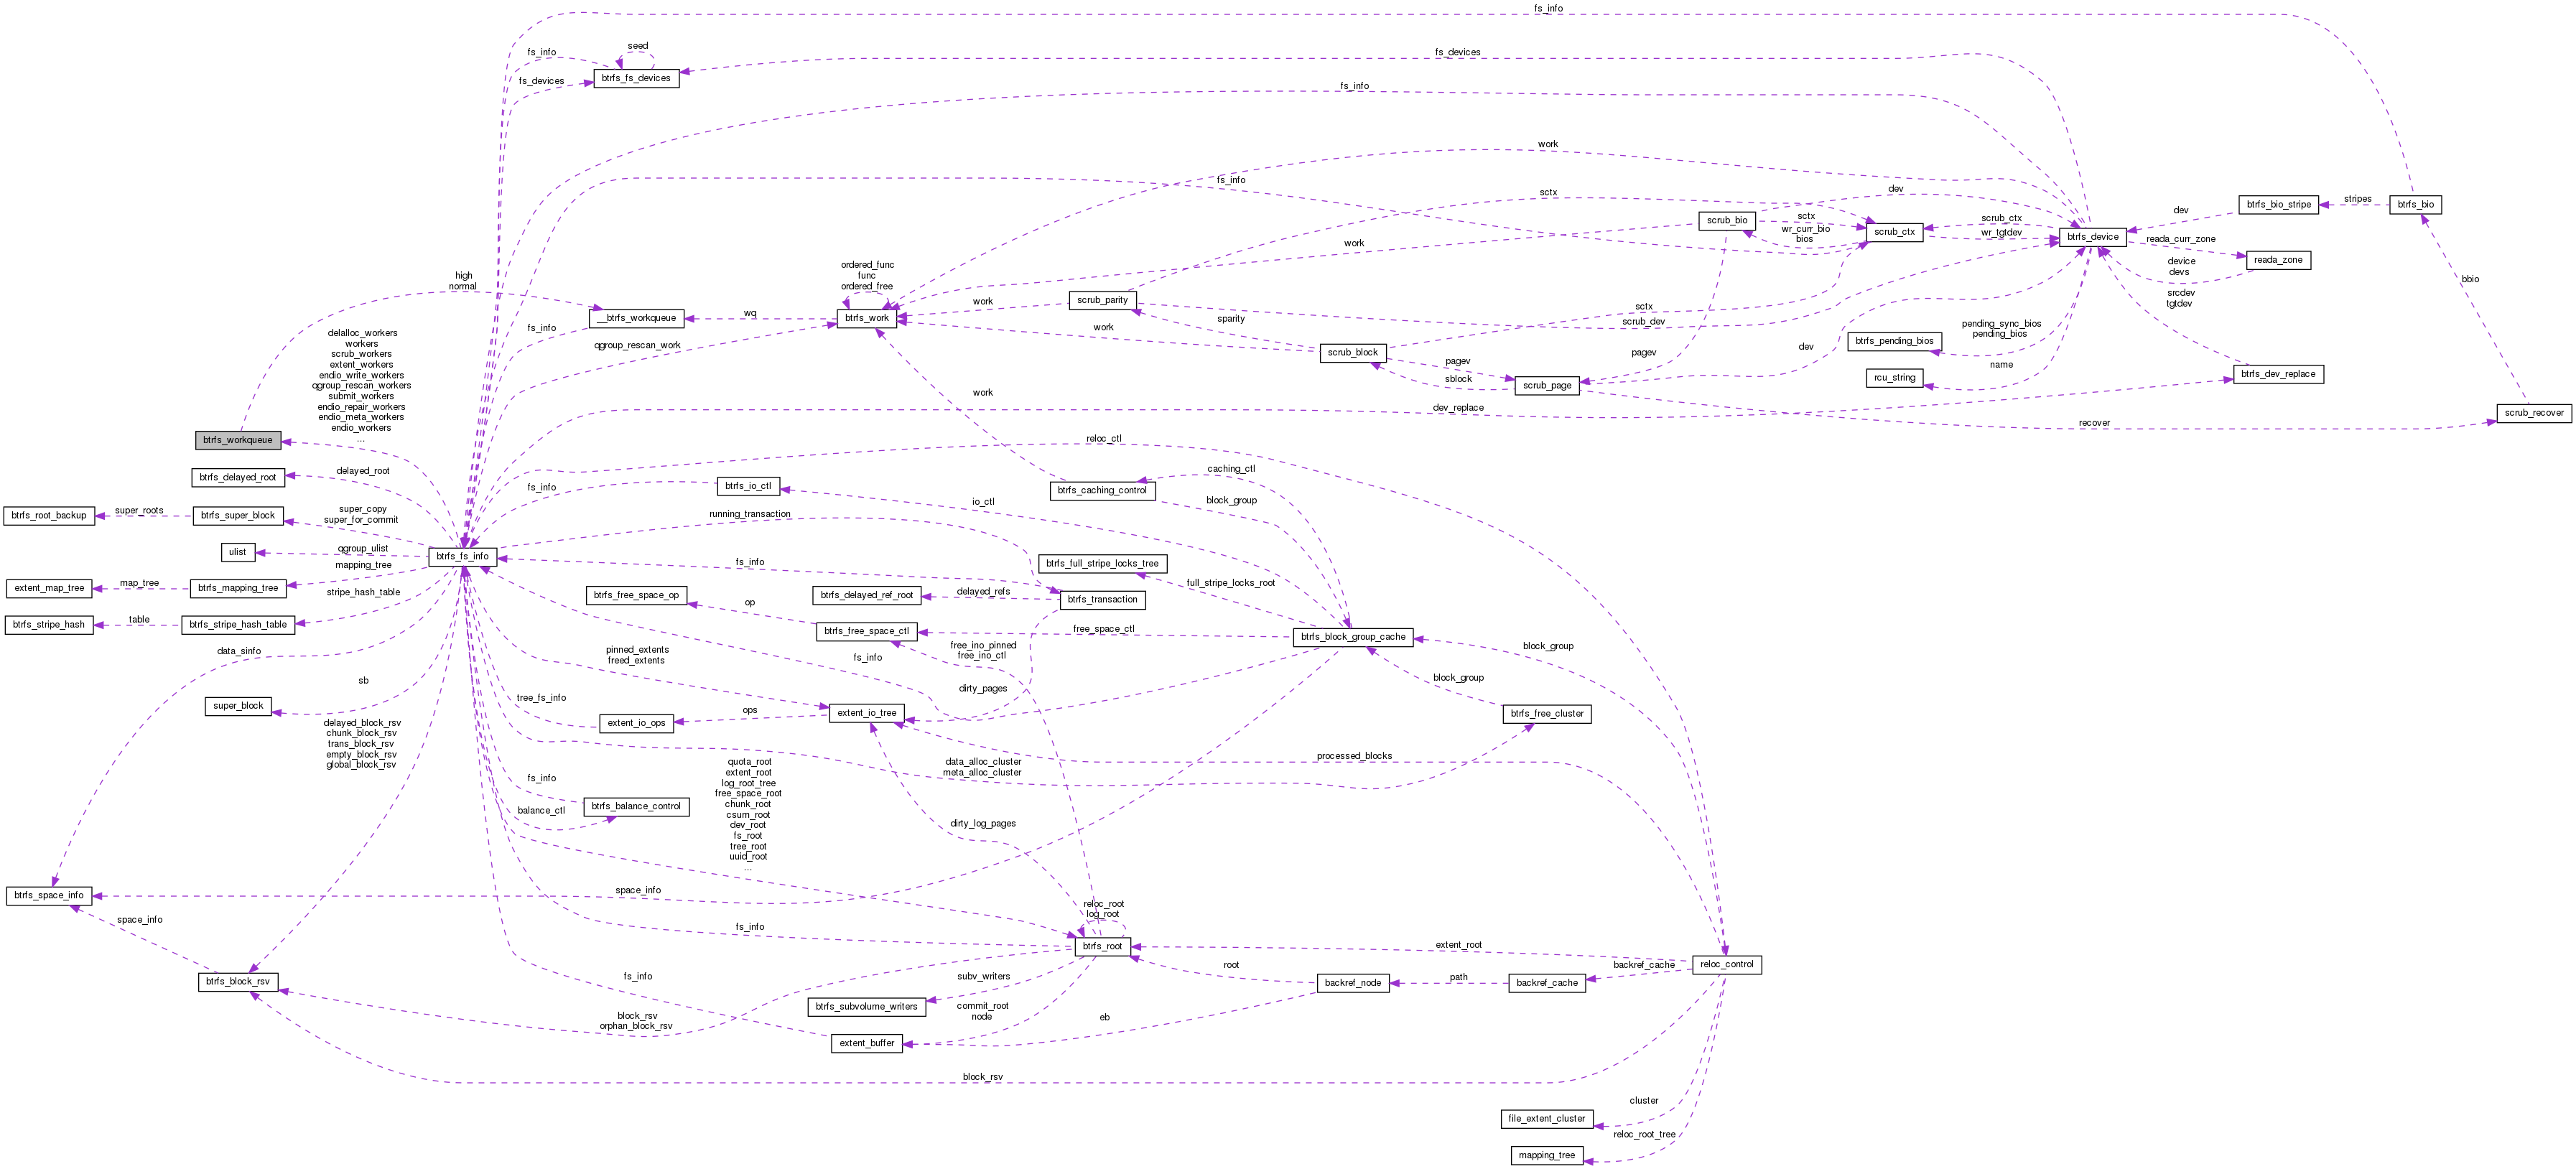 fs_info
seed
fs_info
fs_devices
btrfs_fs_devices
fs_devices
fs_info
work
fs_info
sctx
dev
scrub_bio
sctx
wr_curr_bio
bios
scrub_ctx
scrub_ctx
wr_tgtdev
btrfs_device
dev
btrfs_bio_stripe
stripes
btrfs_bio
reada_curr_zone
reada_zone
device
devs
work
ordered_func
func
ordered_free
high
normal
srcdev
tgtdev
bbio
scrub_parity
work
sctx
__btrfs_workqueue
wq
btrfs_work
fs_info
sparity
scrub_dev
work
pending_sync_bios
pending_bios
btrfs_pending_bios
delalloc_workers
workers
scrub_workers
extent_workers
endio_write_workers
qgroup_rescan_workers
submit_workers
endio_repair_workers
endio_meta_workers
endio_workers
...
qgroup_rescan_work
scrub_block
pagev
pagev
dev
name
rcu_string
btrfs_dev_replace
sblock
scrub_page
work
dev_replace
scrub_recover
recover
btrfs_workqueue
reloc_ctl
delayed_root
btrfs_delayed_root
caching_ctl
btrfs_io_ctl
fs_info
btrfs_caching_control
block_group
io_ctl
btrfs_root_backup
super_roots
btrfs_super_block
super_copy
super_for_commit
running_transaction
ulist
qgroup_ulist
btrfs_fs_info
fs_info
btrfs_full_stripe_locks_tree
mapping_tree
extent_map_tree
map_tree
btrfs_mapping_tree
stripe_hash_table
btrfs_free_space_op
btrfs_delayed_ref_root
delayed_refs
btrfs_transaction
full_stripe_locks_root
op
btrfs_stripe_hash
table
btrfs_stripe_hash_table
btrfs_free_space_ctl
free_space_ctl
btrfs_block_group_cache
data_sinfo
pinned_extents
freed_extents
fs_info
free_ino_pinned
free_ino_ctl
block_group
sb
dirty_pages
block_group
super_block
tree_fs_info
extent_io_ops
ops
extent_io_tree
btrfs_free_cluster
delayed_block_rsv
chunk_block_rsv
trans_block_rsv
empty_block_rsv
global_block_rsv
processed_blocks
data_alloc_cluster
meta_alloc_cluster
fs_info
btrfs_balance_control
balance_ctl
quota_root
extent_root
log_root_tree
free_space_root
chunk_root
csum_root
dev_root
fs_root
tree_root
uuid_root
...
dirty_log_pages
btrfs_space_info
space_info
space_info
reloc_root
log_root
fs_info
btrfs_root
extent_root
root
backref_cache
reloc_control
fs_info
subv_writers
btrfs_block_rsv
backref_node
path
backref_cache
btrfs_subvolume_writers
commit_root
node
block_rsv
orphan_block_rsv
eb
extent_buffer
block_rsv
cluster
file_extent_cluster
reloc_root_tree
mapping_tree